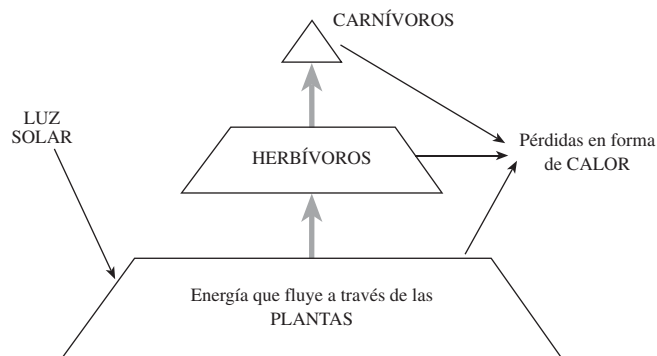 CARNÍVOROS
LUZ
SOLAR
HERBÍVOROS
Pérdidas en forma
de CALOR
Energía que fluye a través de las
PLANTAS